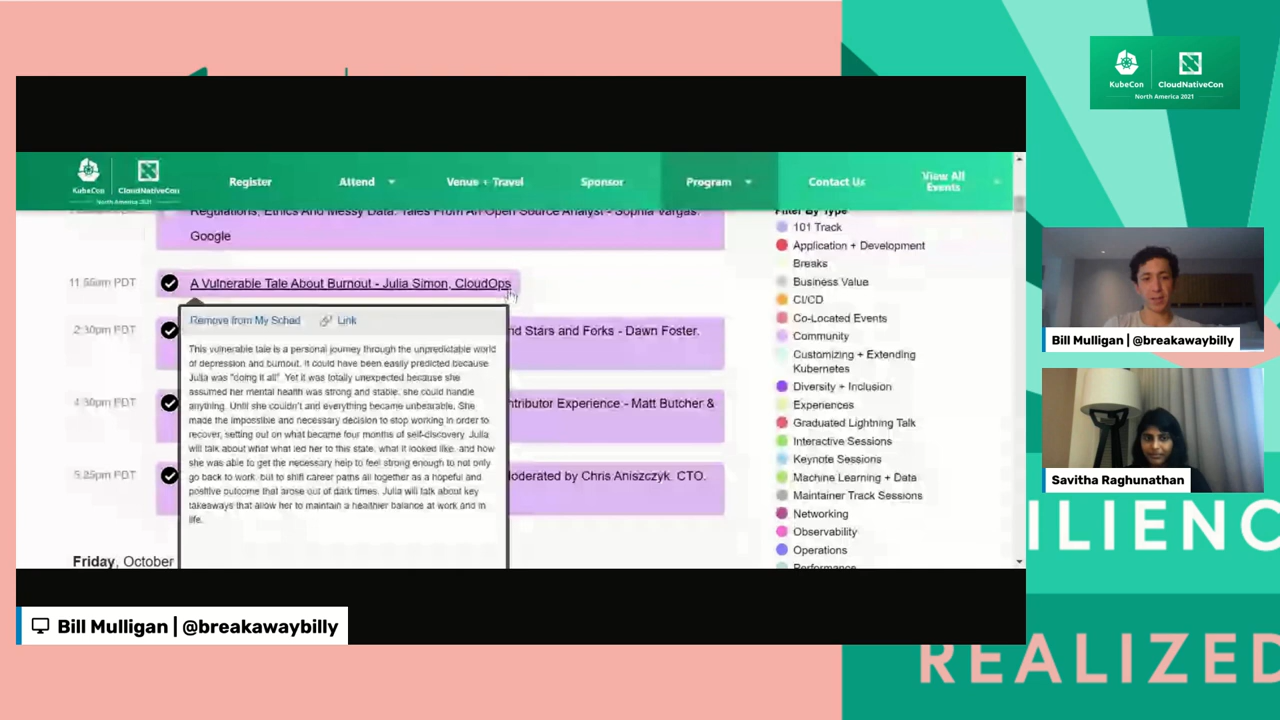 KubeCon
CloudNativeCon
North America 2021
KubeCon
CloudNativeCon
North America 2021
Register
Attend
Venue + Travel
Sponsor
Program
Contact Us
View All
Events
Regulations, Ethics And Messy Data: Tales From An Open Source Analyst - Sophia Vargas,
Google
11:55am PDT
A Vulnerable Tale About Burnout - Julia Simon, CloudOps
Remove from My Sched
Link
This vulnerable tale is a personal journey through the unpredictable world
of depression and burnout. It could have been easily predicted because
Julia was "doing it all". Yet it was totally unexpected because she
assumed her mental health was strong and stable, she could handle
anything. Until she couldn't and everything became unbearable. She
made the impossible and necessary decision to stop working in order to
recover, setting out on what became four months of self-discovery. Julia
will talk about what what led her to this state, what it looked like, and how
she was able to get the necessary help to feel strong enough to not only
go back to work, but to shift career paths all together as a hopeful and
positive outcome that arose out of dark times. Julia will talk about key
takeaways that allow her to maintain a healthier balance at work and in
life.
2:30pm PDT
nd Stars and Forks - Dawn Foster,
4:30pm PDT
ntributor Experience - Matt Butcher &
5:25pm PDT
Moderated by Chris Aniszczyk, CTO,
Friday, October
Filter By Type
101 Track
Application + Development
Breaks
Business Value
CI/CD
Co-Located Events
Community
Customizing + Extending
Kubernetes
Diversity + Inclusion
Experiences
Graduated Lightning Talk
Interactive Sessions
Keynote Sessions
Machine Learning + Data
Maintainer Track Sessions
Networking
Observability
Operations
Performance
Bill Mulligan | @breakawaybilly
Savitha Raghunathan
Bill Mulligan | @breakawaybilly
ILIENC
REALIZED